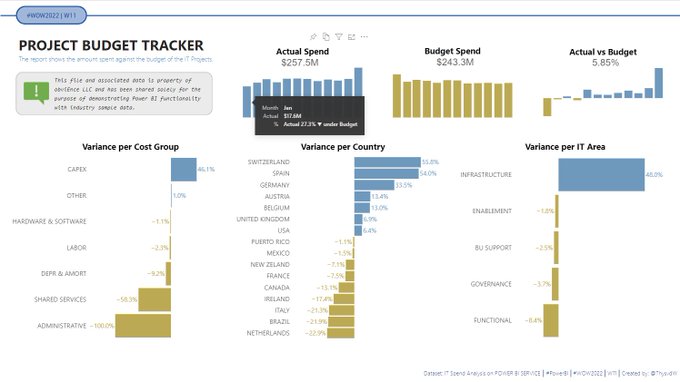 #WOW2022 | W11
PROJECT BUDGET TRACKER
The report shows the amount spent against the budget of the IT Projects.
This file and associated data is property of
obviEnce LLC and has been shared solely for the
purpose of demonstrating Power BI functionality
with industry sample data.
Actual Spend
$257.5M
Budget Spend
$243.3M
Actual vs Budget
5.85%
Month Jan
Actual $17.6M
% Actual 27.3% ▼ under Budget
Variance per Cost Group
CAPEX 46.1%
OTHER 1.0%
HARDWARE & SOFTWARE −1.1%
LABOR −2.3%
DEPR & AMORT −9.2%
SHARED SERVICES
ADMINISTRATIVE −100.0%
Variance per Country
SWITZERLAND 55.8%
SPAIN 54.0%
GERMANY 33.5%
AUSTRIA 13.4%
BELGIUM 13.0%
UNITED KINGDOM 6.9%
USA 6.4%
PUERTO RICO −1.1%
MEXICO −1.5%
NEW ZELAND −7.1%
FRANCE −7.5%
CANADA −13.1%
IRELAND −17.4%
ITALY −21.3%
BRAZIL −21.9%
NETHERLANDS −22.9%
Variance per IT Area
INFRASTRUCTURE 48.0%
ENABLEMENT −1.8%
BU SUPPORT −2.5%
GOVERNANCE −3.7%
FUNCTIONAL −8.4%
Dataset: IT Spend Analysis on POWER BI SERVICE | #PowerBI | #WOW2022 | W11 | Created by: @ThysvdW